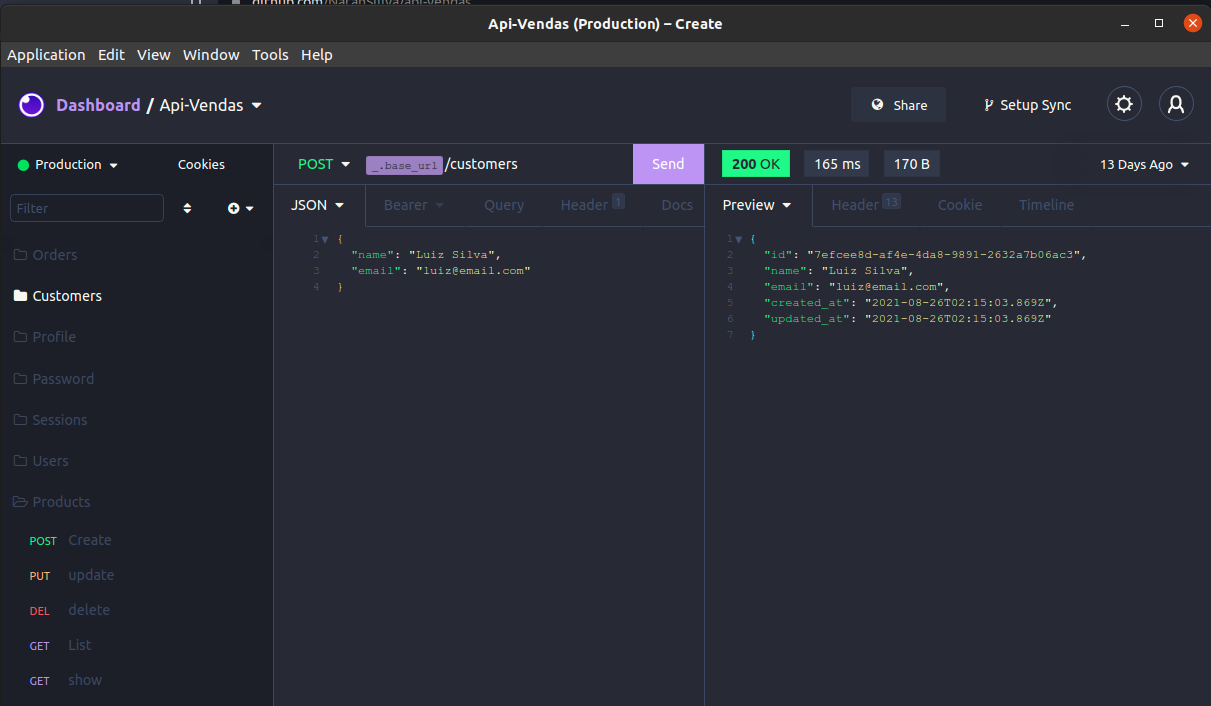 github.com/NatanSiilva/api-vendas
Api-Vendas (Production) – Create
Application Edit View Window Tools Help
Dashboard / Api-Vendas
Share
Setup Sync
Production
Cookies
POST
_.base_url/customers
Send
200 OK
165 ms
170 B
13 Days Ago
Filter
JSON
Bearer
Query
Header 1
Docs
Preview
Header 13
Cookie
Timeline
Orders
Customers
Profile
Password
Sessions
Users
Products
POST Create
PUT update
DEL delete
GET List
GET show
1 {
2 "name": "Luiz Silva",
3 "email": "luiz@email.com"
4 }
1 {
2 "id": "7efcee8d-af4e-4da8-9891-2632a7b06ac3",
3 "name": "Luiz Silva",
4 "email": "luiz@email.com",
5 "created_at": "2021-08-26T02:15:03.869Z",
6 "updated_at": "2021-08-26T02:15:03.869Z"
7 }